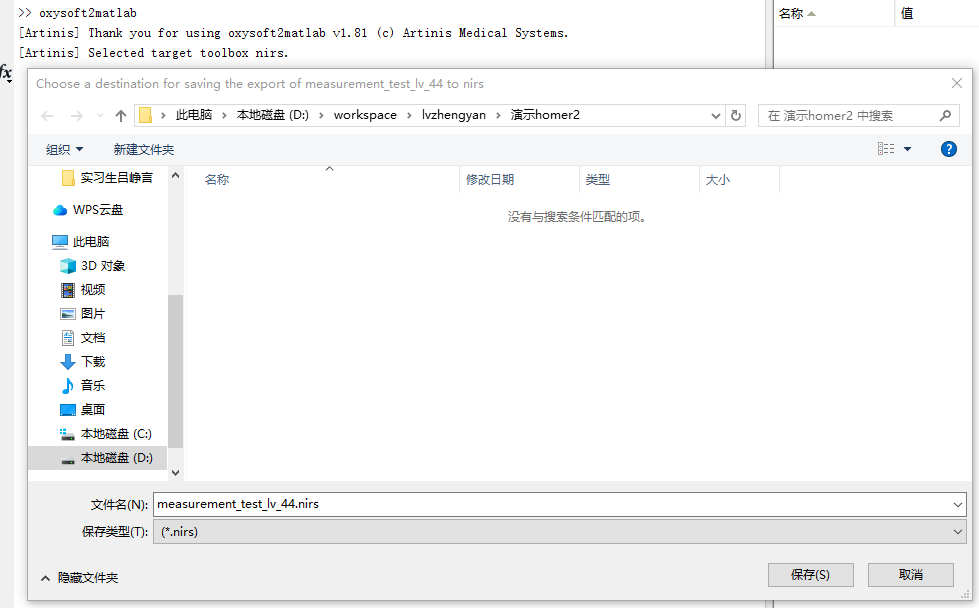 >> oxysoft2matlab
名称 值
[Artinis] Thank you for using oxysoft2matlab v1.81 (c) Artinis Medical Systems.
[Artinis] Selected target toolbox nirs.
fx
Choose a destination for saving the export of measurement_test_lv_44 to nirs
此电脑 › 本地磁盘 (D:) › workspace › lvzhengyan › 演示homer2
在 演示homer2 中搜索
组织 新建文件夹
?
名称 修改日期 类型 大小
没有与搜索条件匹配的项。
实习生吕峥言
WPS云盘
此电脑
3D 对象
视频
图片
文档
下载
音乐
桌面
本地磁盘 (C:)
本地磁盘 (D:)
文件名(N): measurement_test_lv_44.nirs
保存类型(T): (*.nirs)
隐藏文件夹
保存(S) 取消